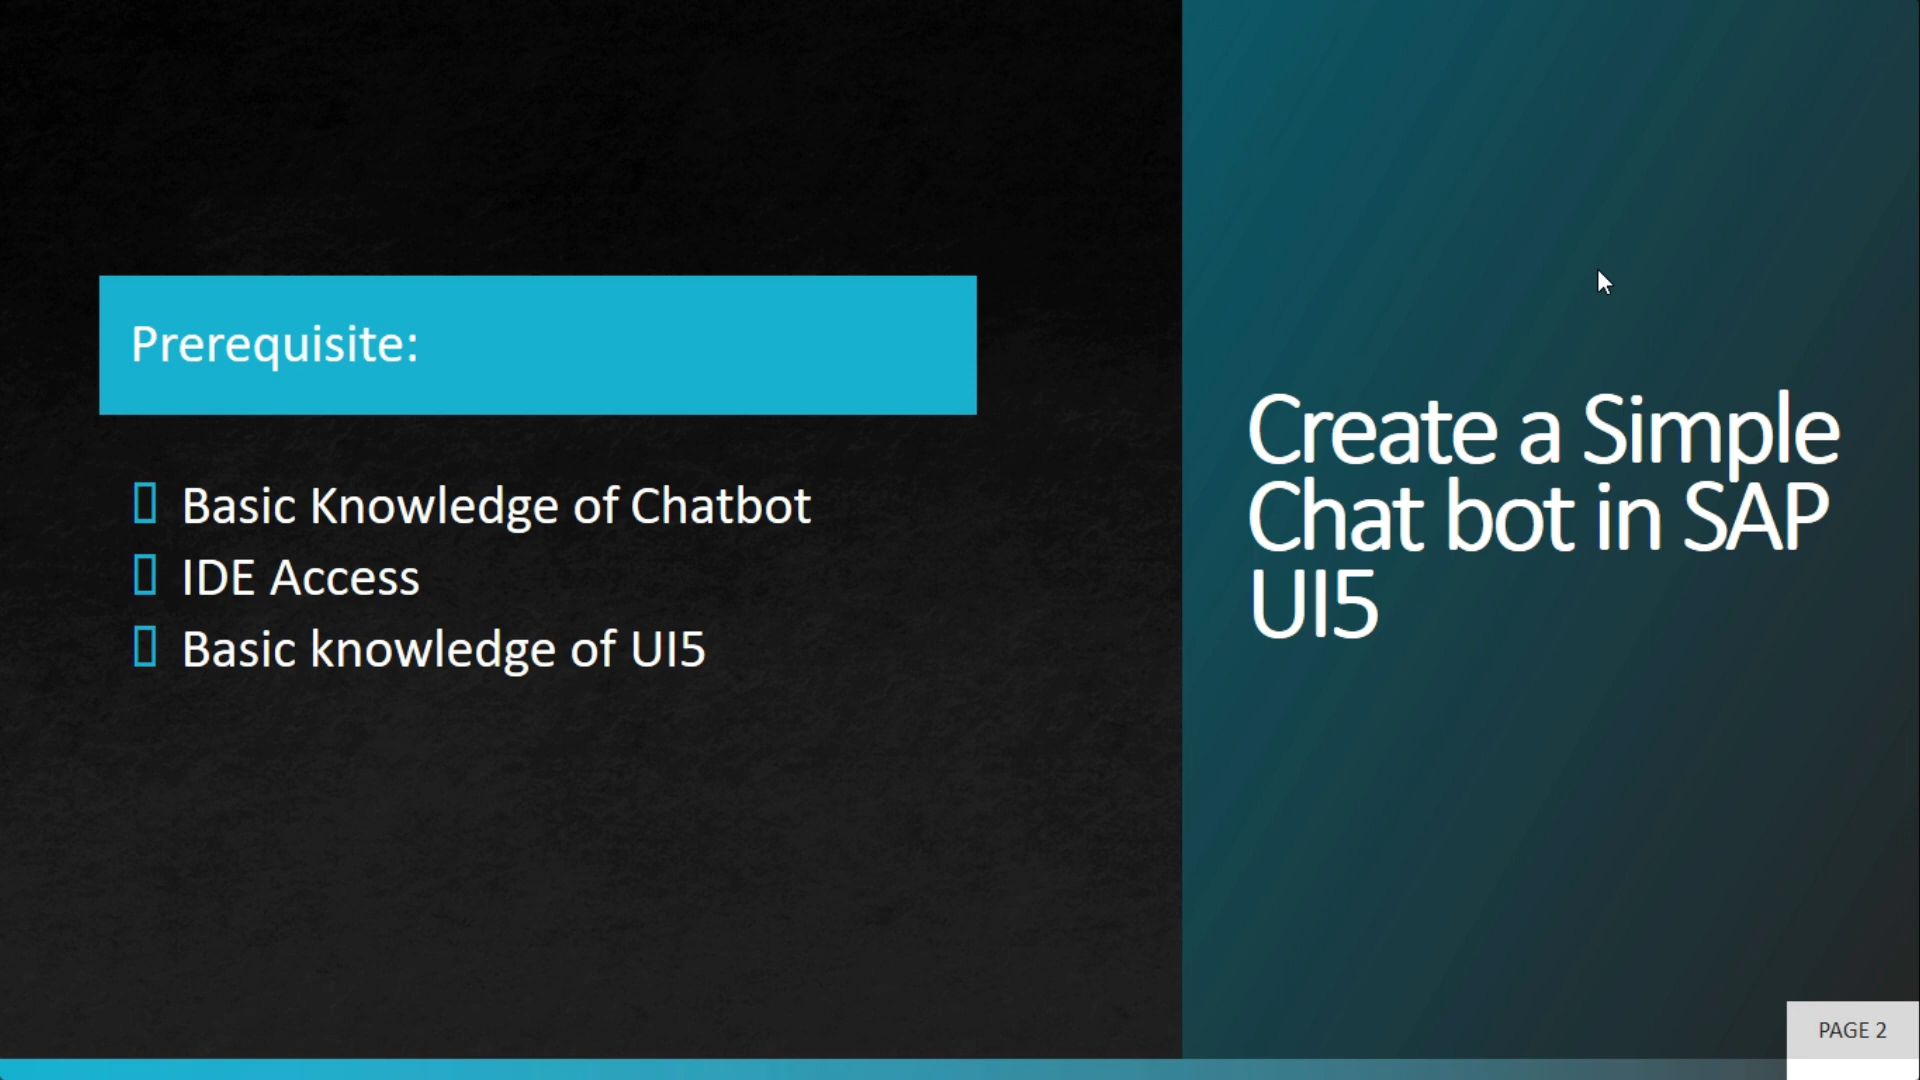 Prerequisite:
Basic Knowledge of Chatbot
IDE Access
Basic knowledge of UI5
Create a Simple
Chat bot in SAP
UI5
PAGE 2